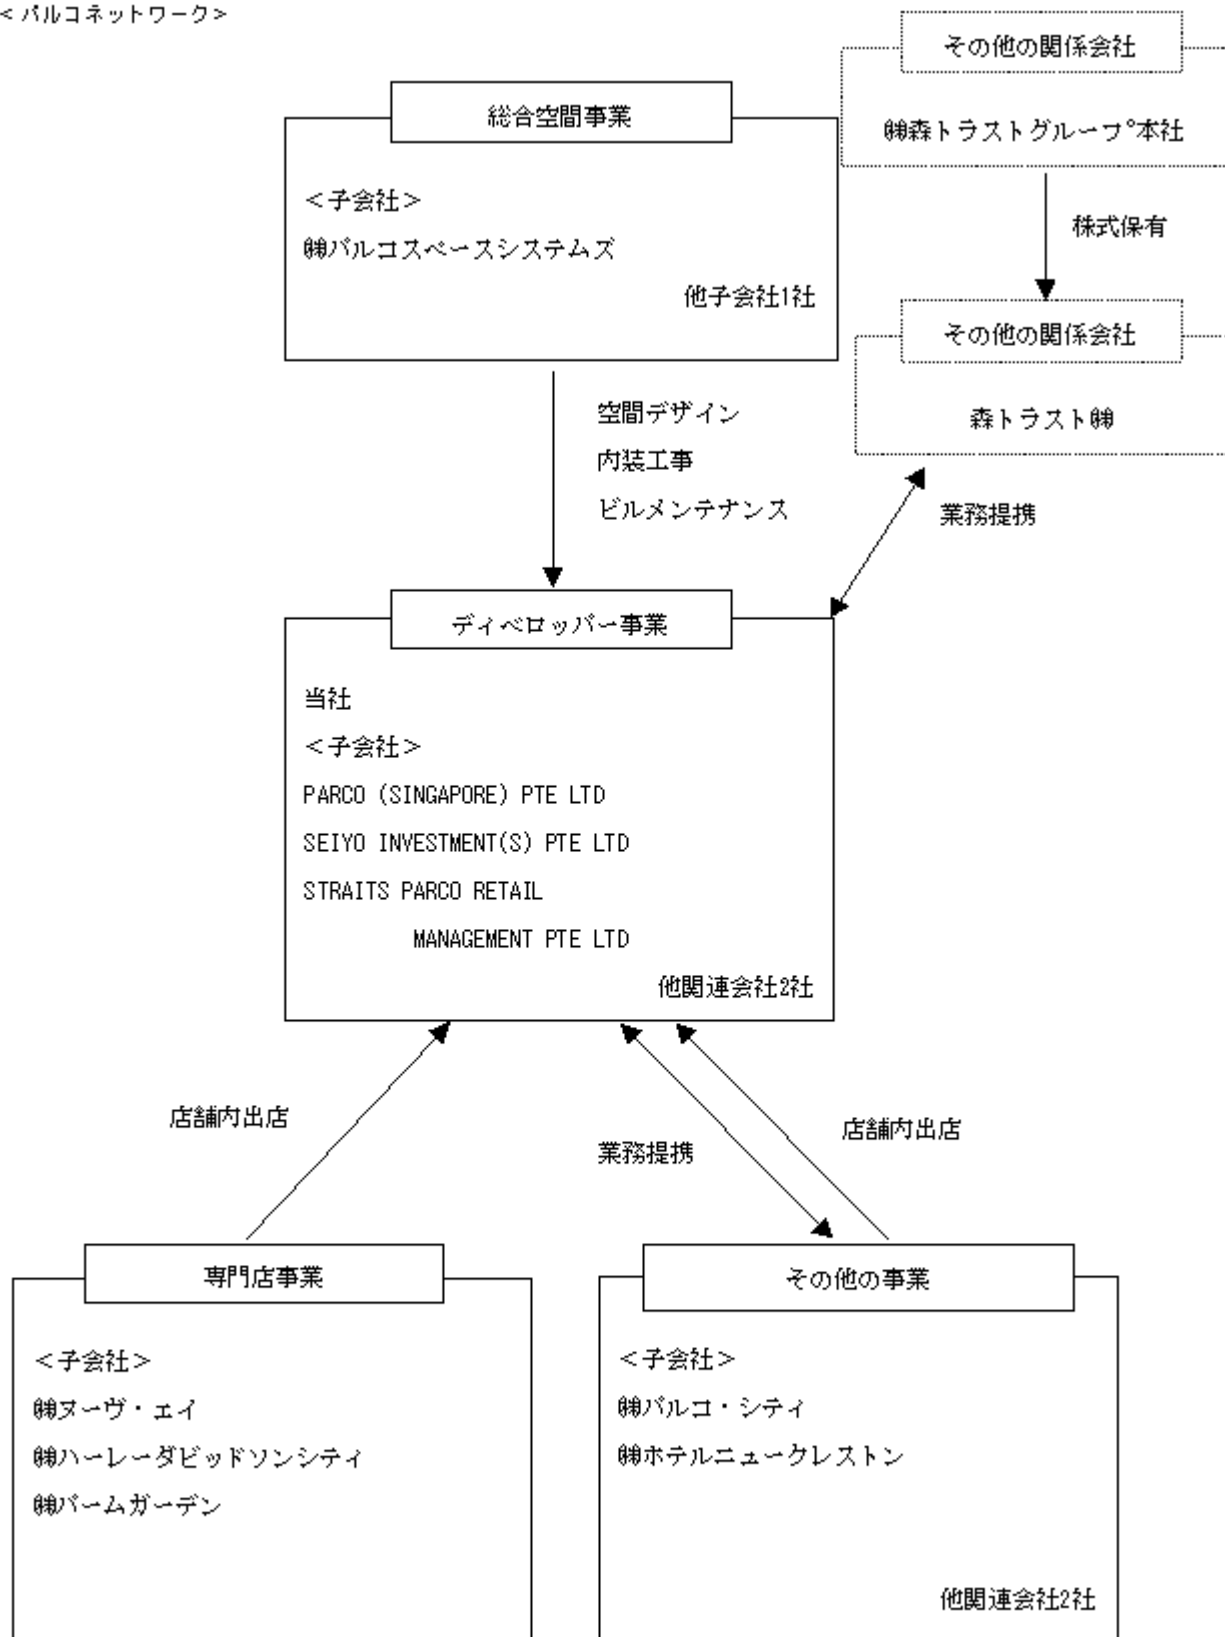 <パルコネットワーク>
その他の関係会社
㈱森トラストグループ本社
株式保有
総合空間事業
<子会社>
㈱パルコスペースシステムズ
他子会社1社
その他の関係会社
森トラスト㈱
空間デザイン
内装工事
ビルメンテナンス
業務提携
ディベロッパー事業
当社
<子会社>
PARCO (SINGAPORE) PTE LTD
SEIYO INVESTMENT(S) PTE LTD
STRAITS PARCO RETAIL
MANAGEMENT PTE LTD
他関連会社2社
店舗内出店
業務提携
店舗内出店
専門店事業
<子会社>
㈱ヌーヴ・エイ
㈱ハーレーダビッドソンシティ
㈱パームガーデン
その他の事業
<子会社>
㈱パルコ・シティ
㈱ホテルニュークレストン
他関連会社2社